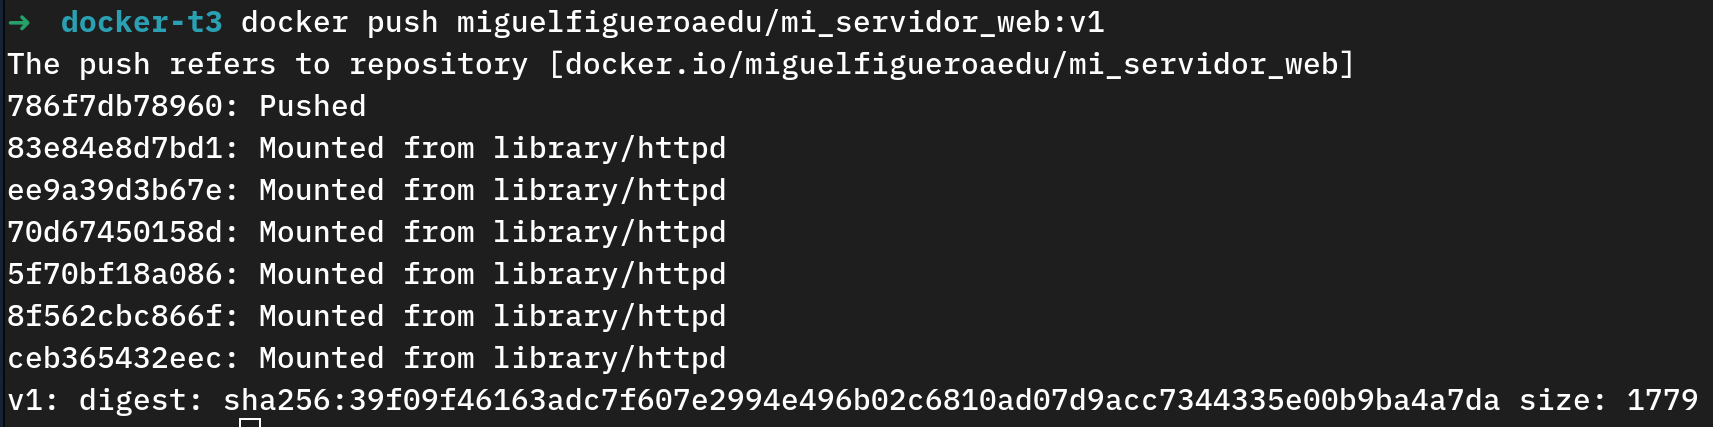 ➜  docker-t3 docker push miguelfigueroaedu/mi_servidor_web:v1
The push refers to repository [docker.io/miguelfigueroaedu/mi_servidor_web]
786f7db78960: Pushed
83e84e8d7bd1: Mounted from library/httpd
ee9a39d3b67e: Mounted from library/httpd
70d67450158d: Mounted from library/httpd
5f70bf18a086: Mounted from library/httpd
8f562cbc866f: Mounted from library/httpd
ceb365432eec: Mounted from library/httpd
v1: digest: sha256:39f09f46163adc7f607e2994e496b02c6810ad07d9acc7344335e00b9ba4a7da size: 1779